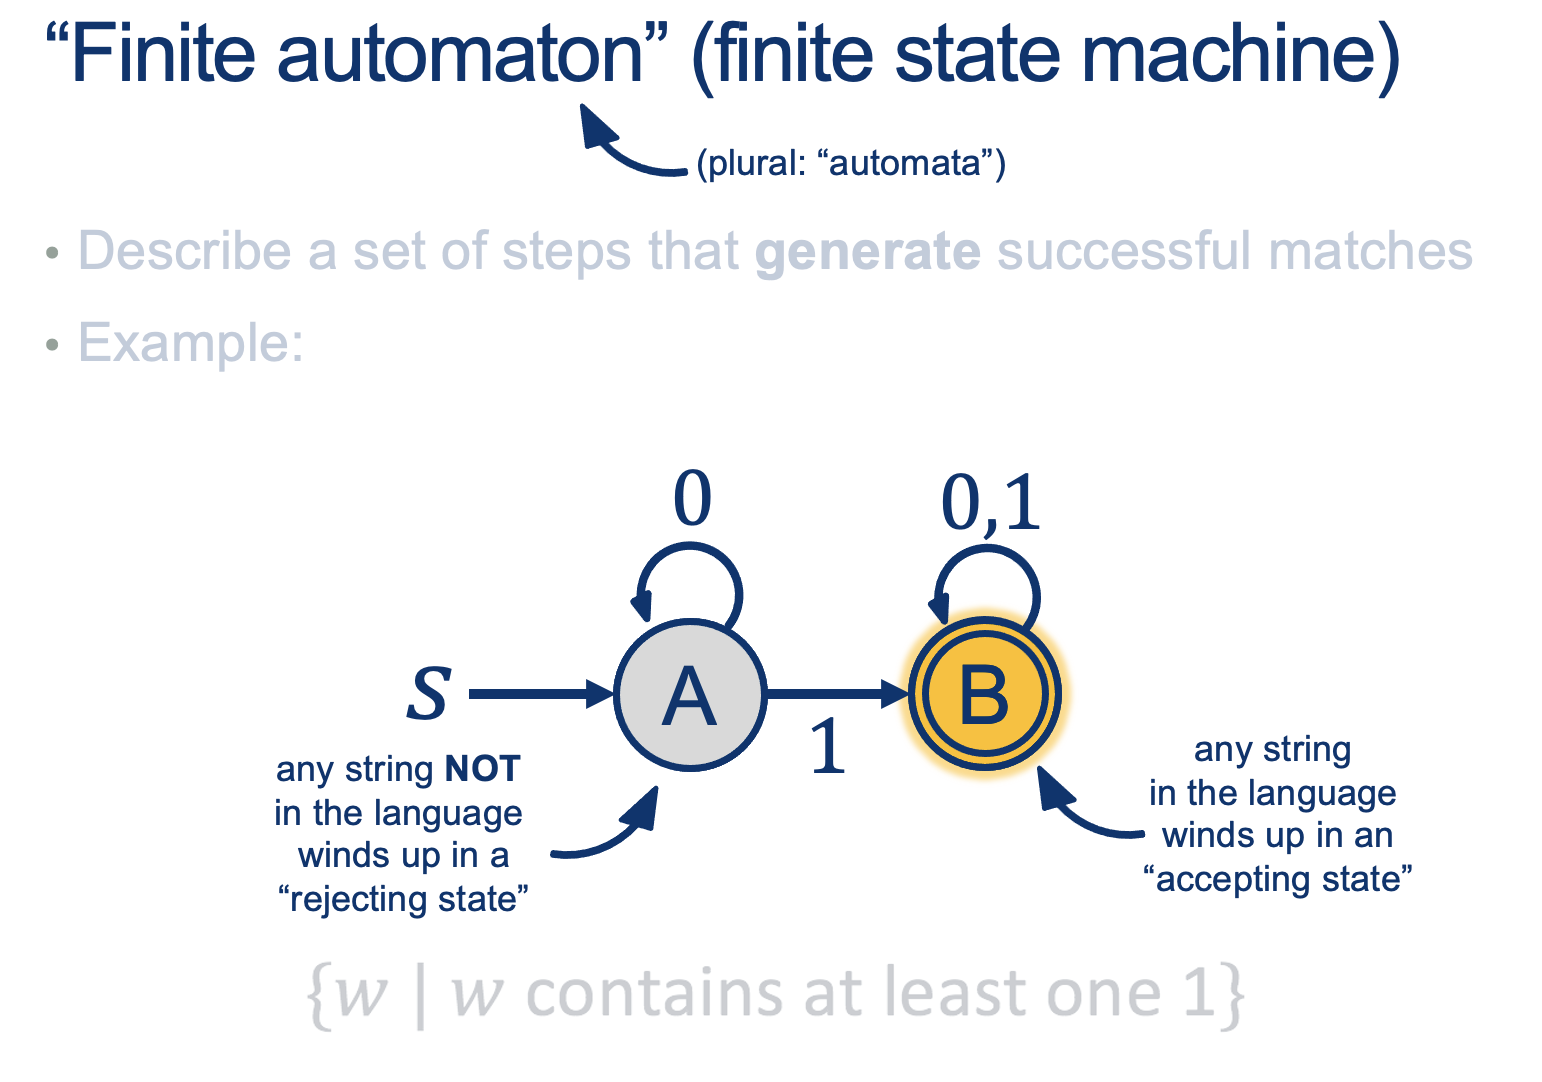 “Finite automaton” (finite state machine)
(plural: “automata”)
• Describe a set of steps that generate successful matches
• Example:
0
0,1
S
A
1
B
any string NOT
in the language
winds up in a
“rejecting state”
any string
in the language
winds up in an
“accepting state”
{w | w contains at least one 1}